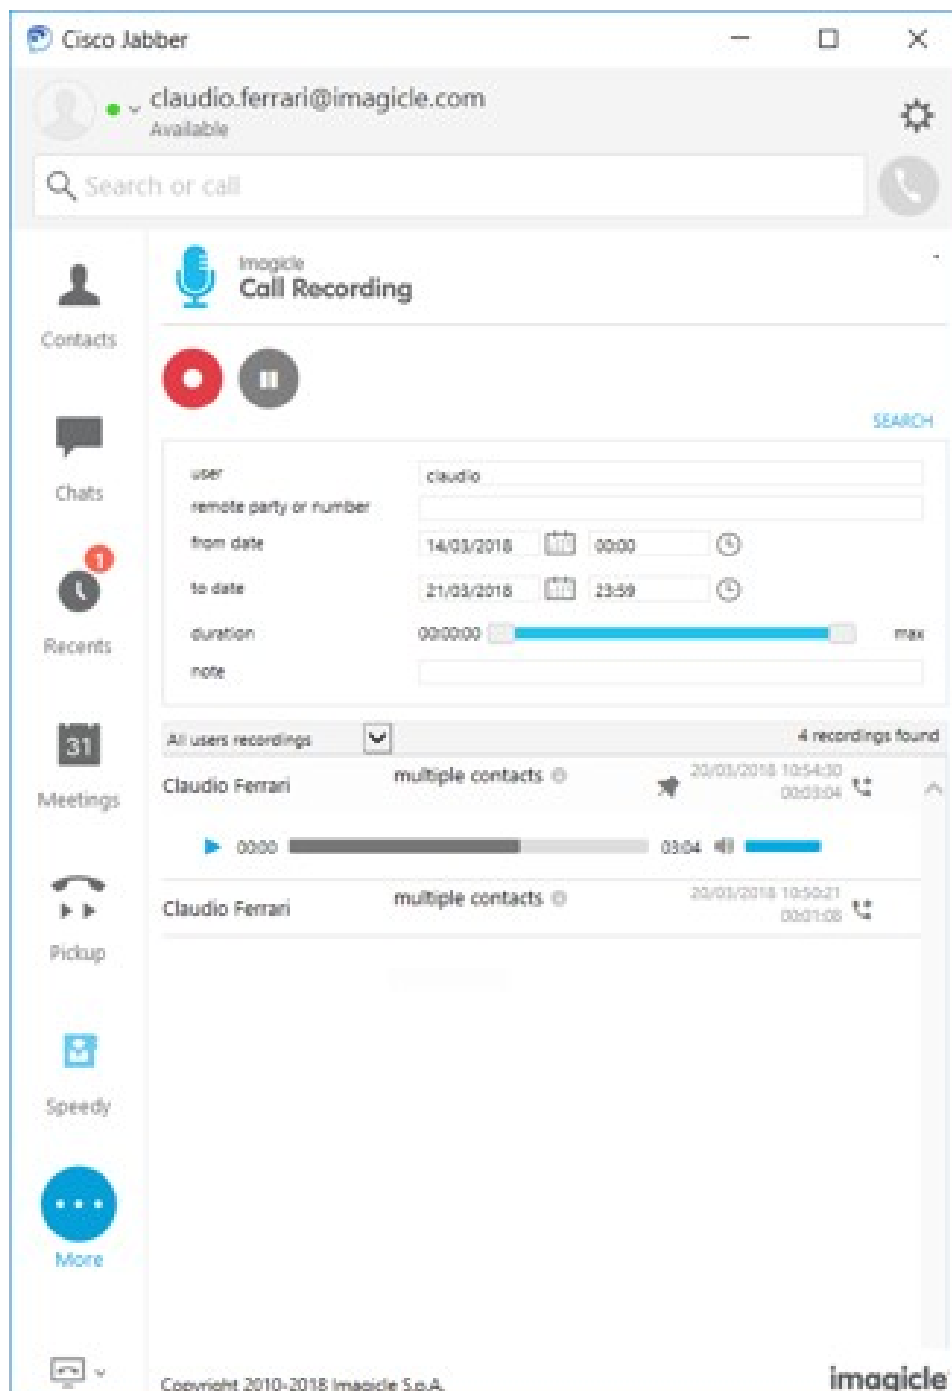 Cisco Jabber
claudio.ferrari@imagicle.com
Available
Search or call
Imagicle
Call Recording
Contacts
SEARCH
Chats
user claudio
remote party or number
from date 14/03/2018 00:00
to date 21/03/2018 23:59
duration 00:00:00 max
note
1
Recents
31
Meetings
All users recordings 4 recordings found
Claudio Ferrari multiple contacts 20/03/2018 10:54:30
00:03:04
00:00 03:04
Claudio Ferrari multiple contacts 20/03/2018 10:50:21
00:01:08
Pickup
Speedy
More
Copyright 2010-2018 Imagicle S.p.A. imagicle